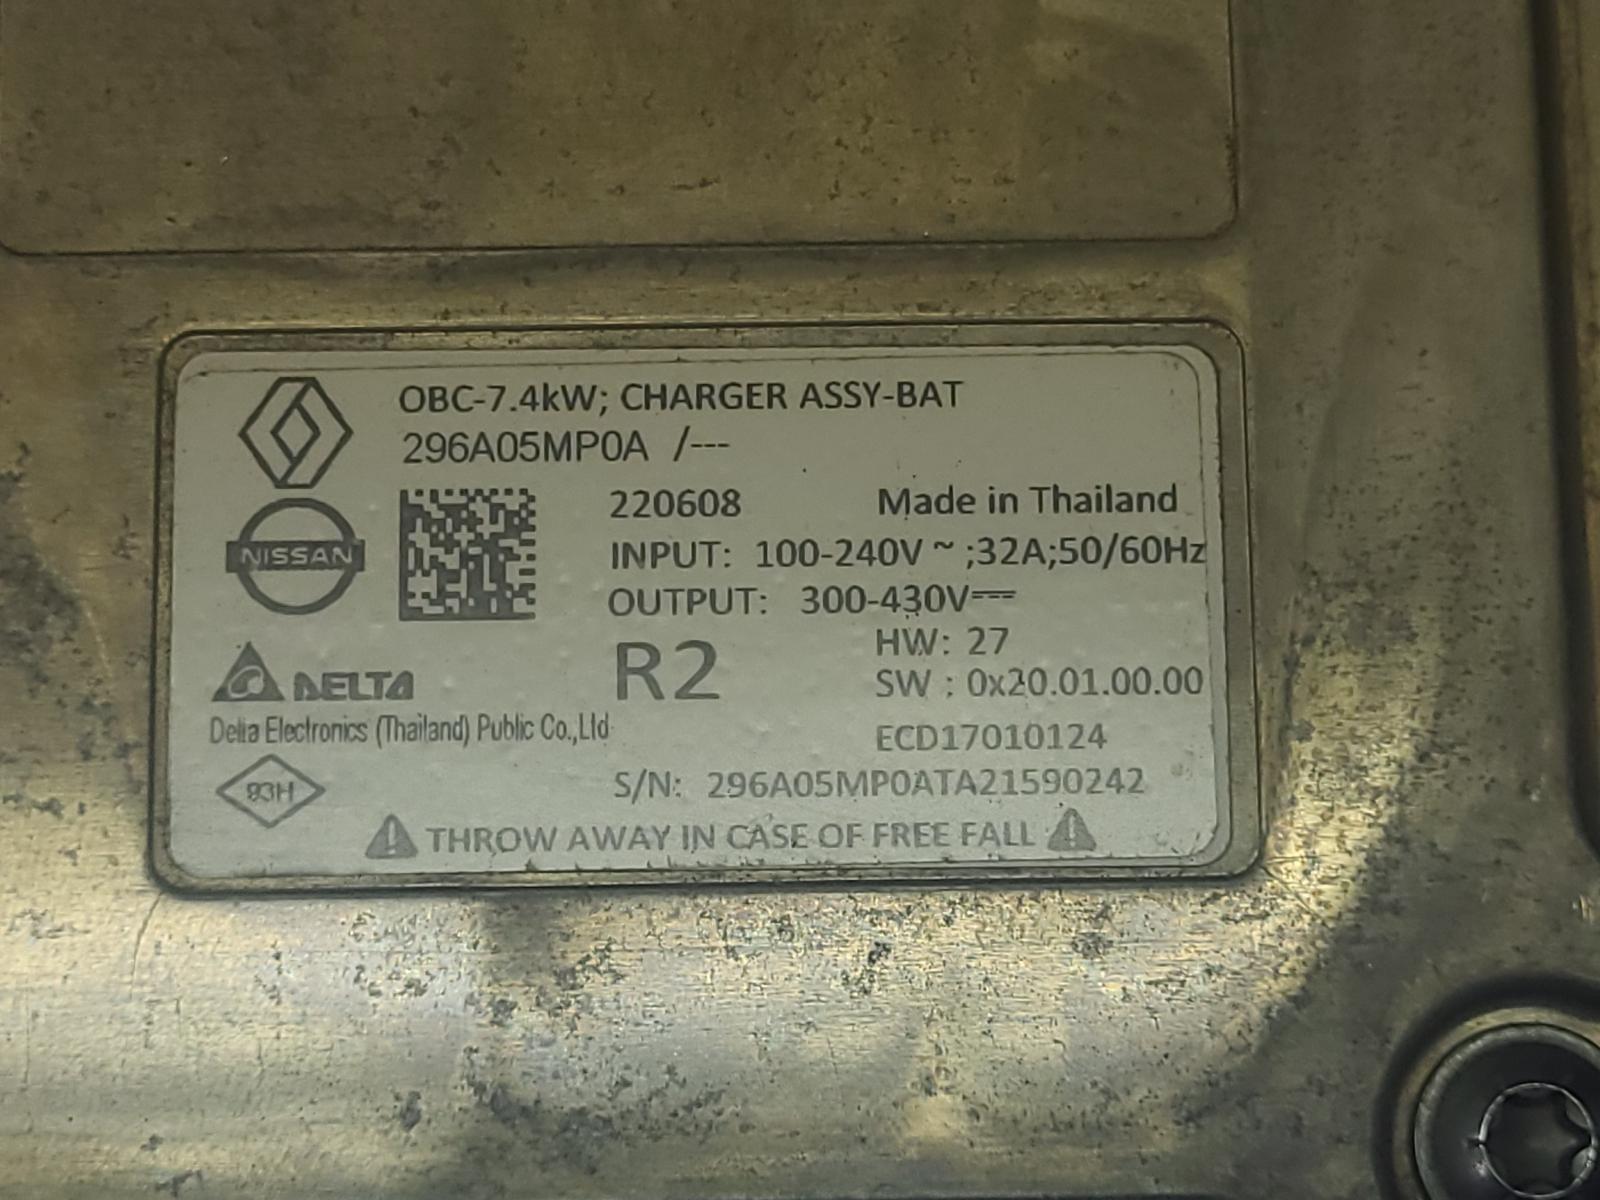 OBC-7.4kW; CHARGER ASSY-BAT
296A05MP0A /---
NISSAN
220608 Made in Thailand
INPUT: 100-240V ~ ;32A;50/60Hz
OUTPUT: 300-430V⎓
R2
HW: 27
SW : 0x20.01.00.00
DELTA
Delta Electronics (Thailand) Public Co.,Ltd
ECD17010124
93H
S/N: 296A05MP0ATA21590242
⚠ THROW AWAY IN CASE OF FREE FALL ⚠